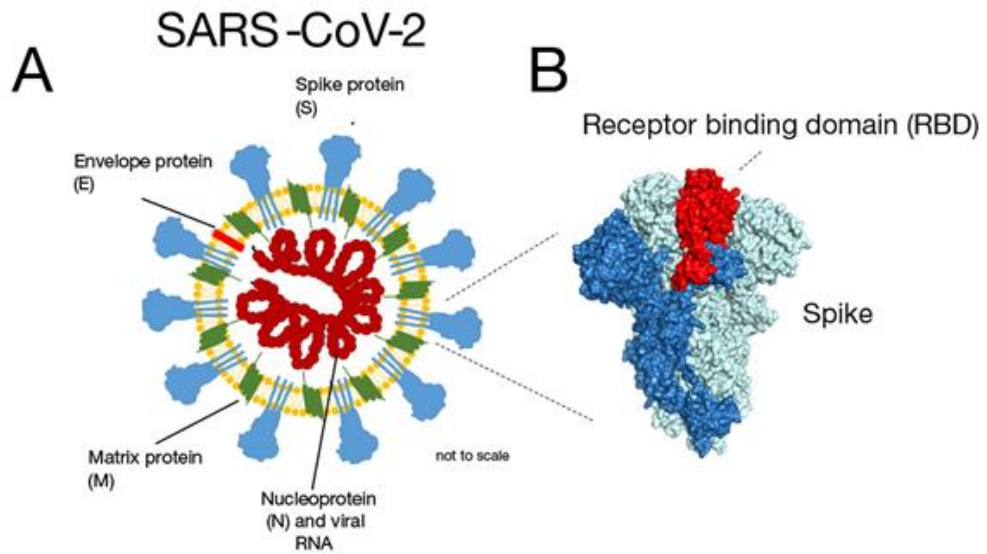 SARS-CoV-2
A
B
Spike protein
(S)
Receptor binding domain (RBD)
Envelope protein
(E)
Spike
Matrix protein
(M)
not to scale
Nucleoprotein
(N) and viral
RNA